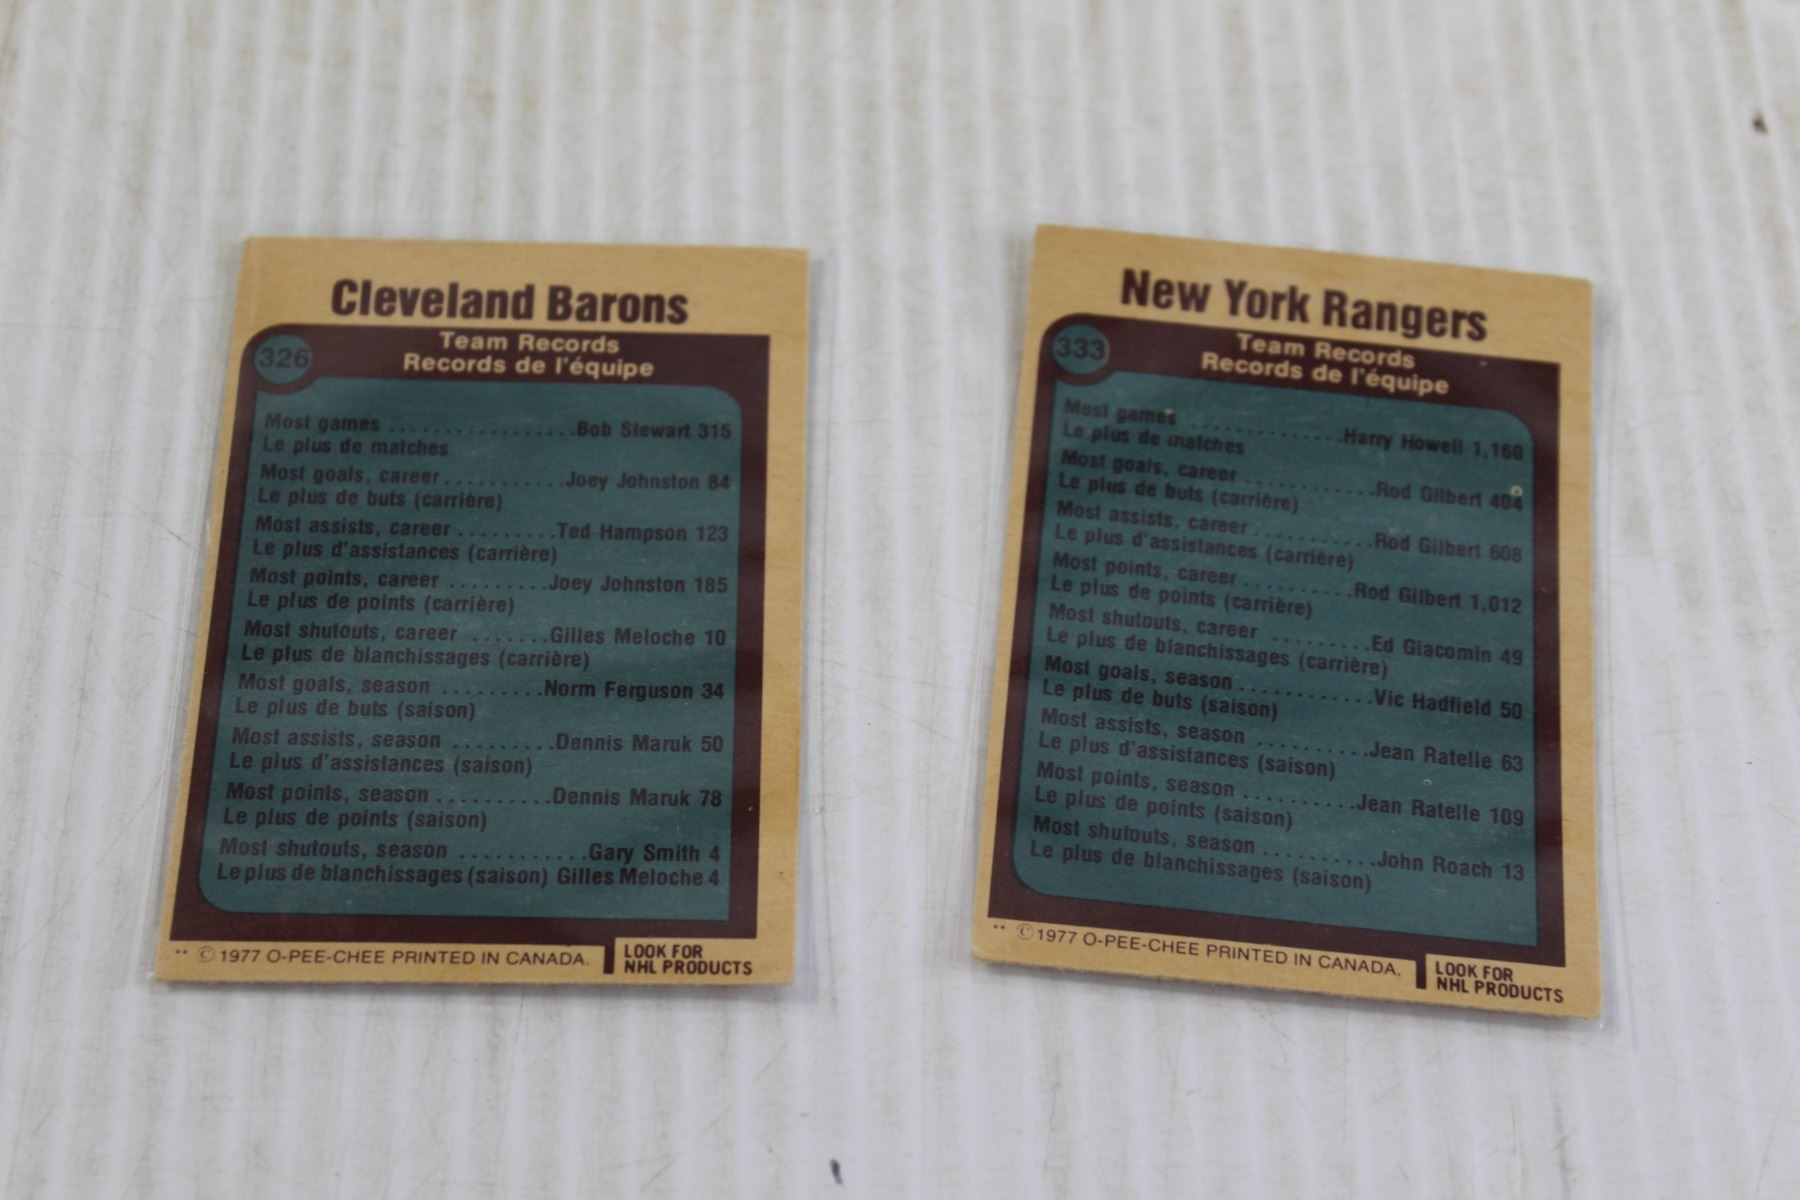 Cleveland Barons
326
Team Records
Records de l'équipe
Most games ................Bob Stewart 315
Le plus de matches
Most goals, career ..........Joey Johnston 84
Le plus de buts (carrière)
Most assists, career .........Ted Hampson 123
Le plus d'assistances (carrière)
Most points, career .........Joey Johnston 185
Le plus de points (carrière)
Most shutouts, career .......Gilles Meloche 10
Le plus de blanchissages (carrière)
Most goals, season .........Norm Ferguson 34
Le plus de buts (saison)
Most assists, season .........Dennis Maruk 50
Le plus d'assistances (saison)
Most points, season ..........Dennis Maruk 78
Le plus de points (saison)
Most shutouts, season ...........Gary Smith 4
Le plus de blanchissages (saison) Gilles Meloche 4
** © 1977 O-PEE-CHEE PRINTED IN CANADA.
LOOK FOR
NHL PRODUCTS
New York Rangers
333
Team Records
Records de l'équipe
Most games .............Harry Howell 1,160
Le plus de matches
Most goals, career ...........Rod Gilbert 404
Le plus de buts (carrière)
Most assists, career ...........Rod Gilbert 608
Le plus d'assistances (carrière)
Most points, career ..........Rod Gilbert 1,012
Le plus de points (carrière)
Most shutouts, career ........Ed Giacomin 49
Le plus de blanchissages (carrière)
Most goals, season ............Vic Hadfield 50
Le plus de buts (saison)
Most assists, season ..........Jean Ratelle 63
Le plus d'assistances (saison)
Most points, season ..........Jean Ratelle 109
Le plus de points (saison)
Most shutouts, season ..........John Roach 13
Le plus de blanchissages (saison)
** © 1977 O-PEE-CHEE PRINTED IN CANADA.
LOOK FOR
NHL PRODUCTS